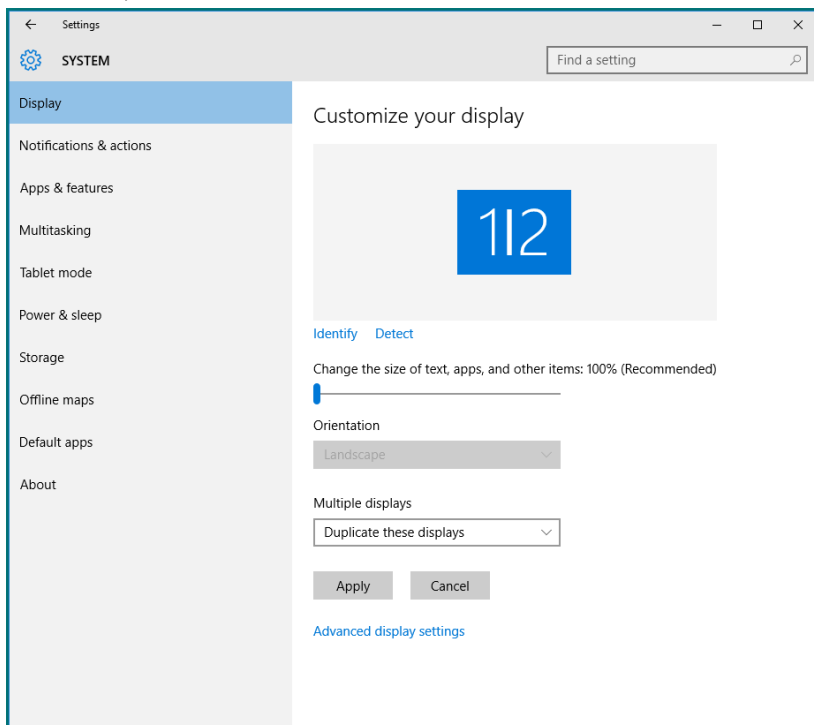 Settings
SYSTEM
Find a setting
Display
Notifications & actions
Apps & features
Multitasking
Tablet mode
Power & sleep
Storage
Offline maps
Default apps
About
Customize your display
1|2
Identify Detect
Change the size of text, apps, and other items: 100% (Recommended)
Orientation
Landscape
Multiple displays
Duplicate these displays
Apply Cancel
Advanced display settings